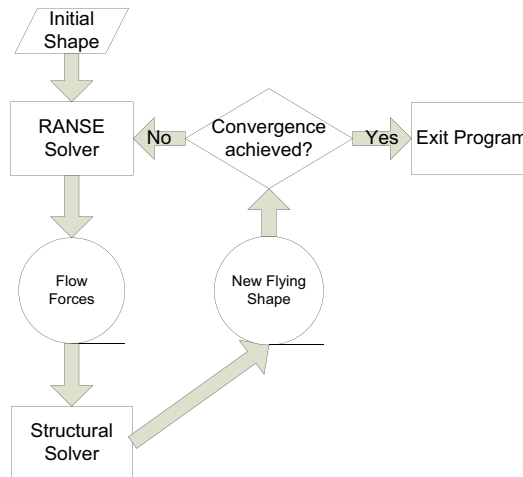 Initial
Shape
RANSE
Solver
No
Convergence
achieved?
Yes
Exit Program
Flow
Forces
New Flying
Shape
Structural
Solver